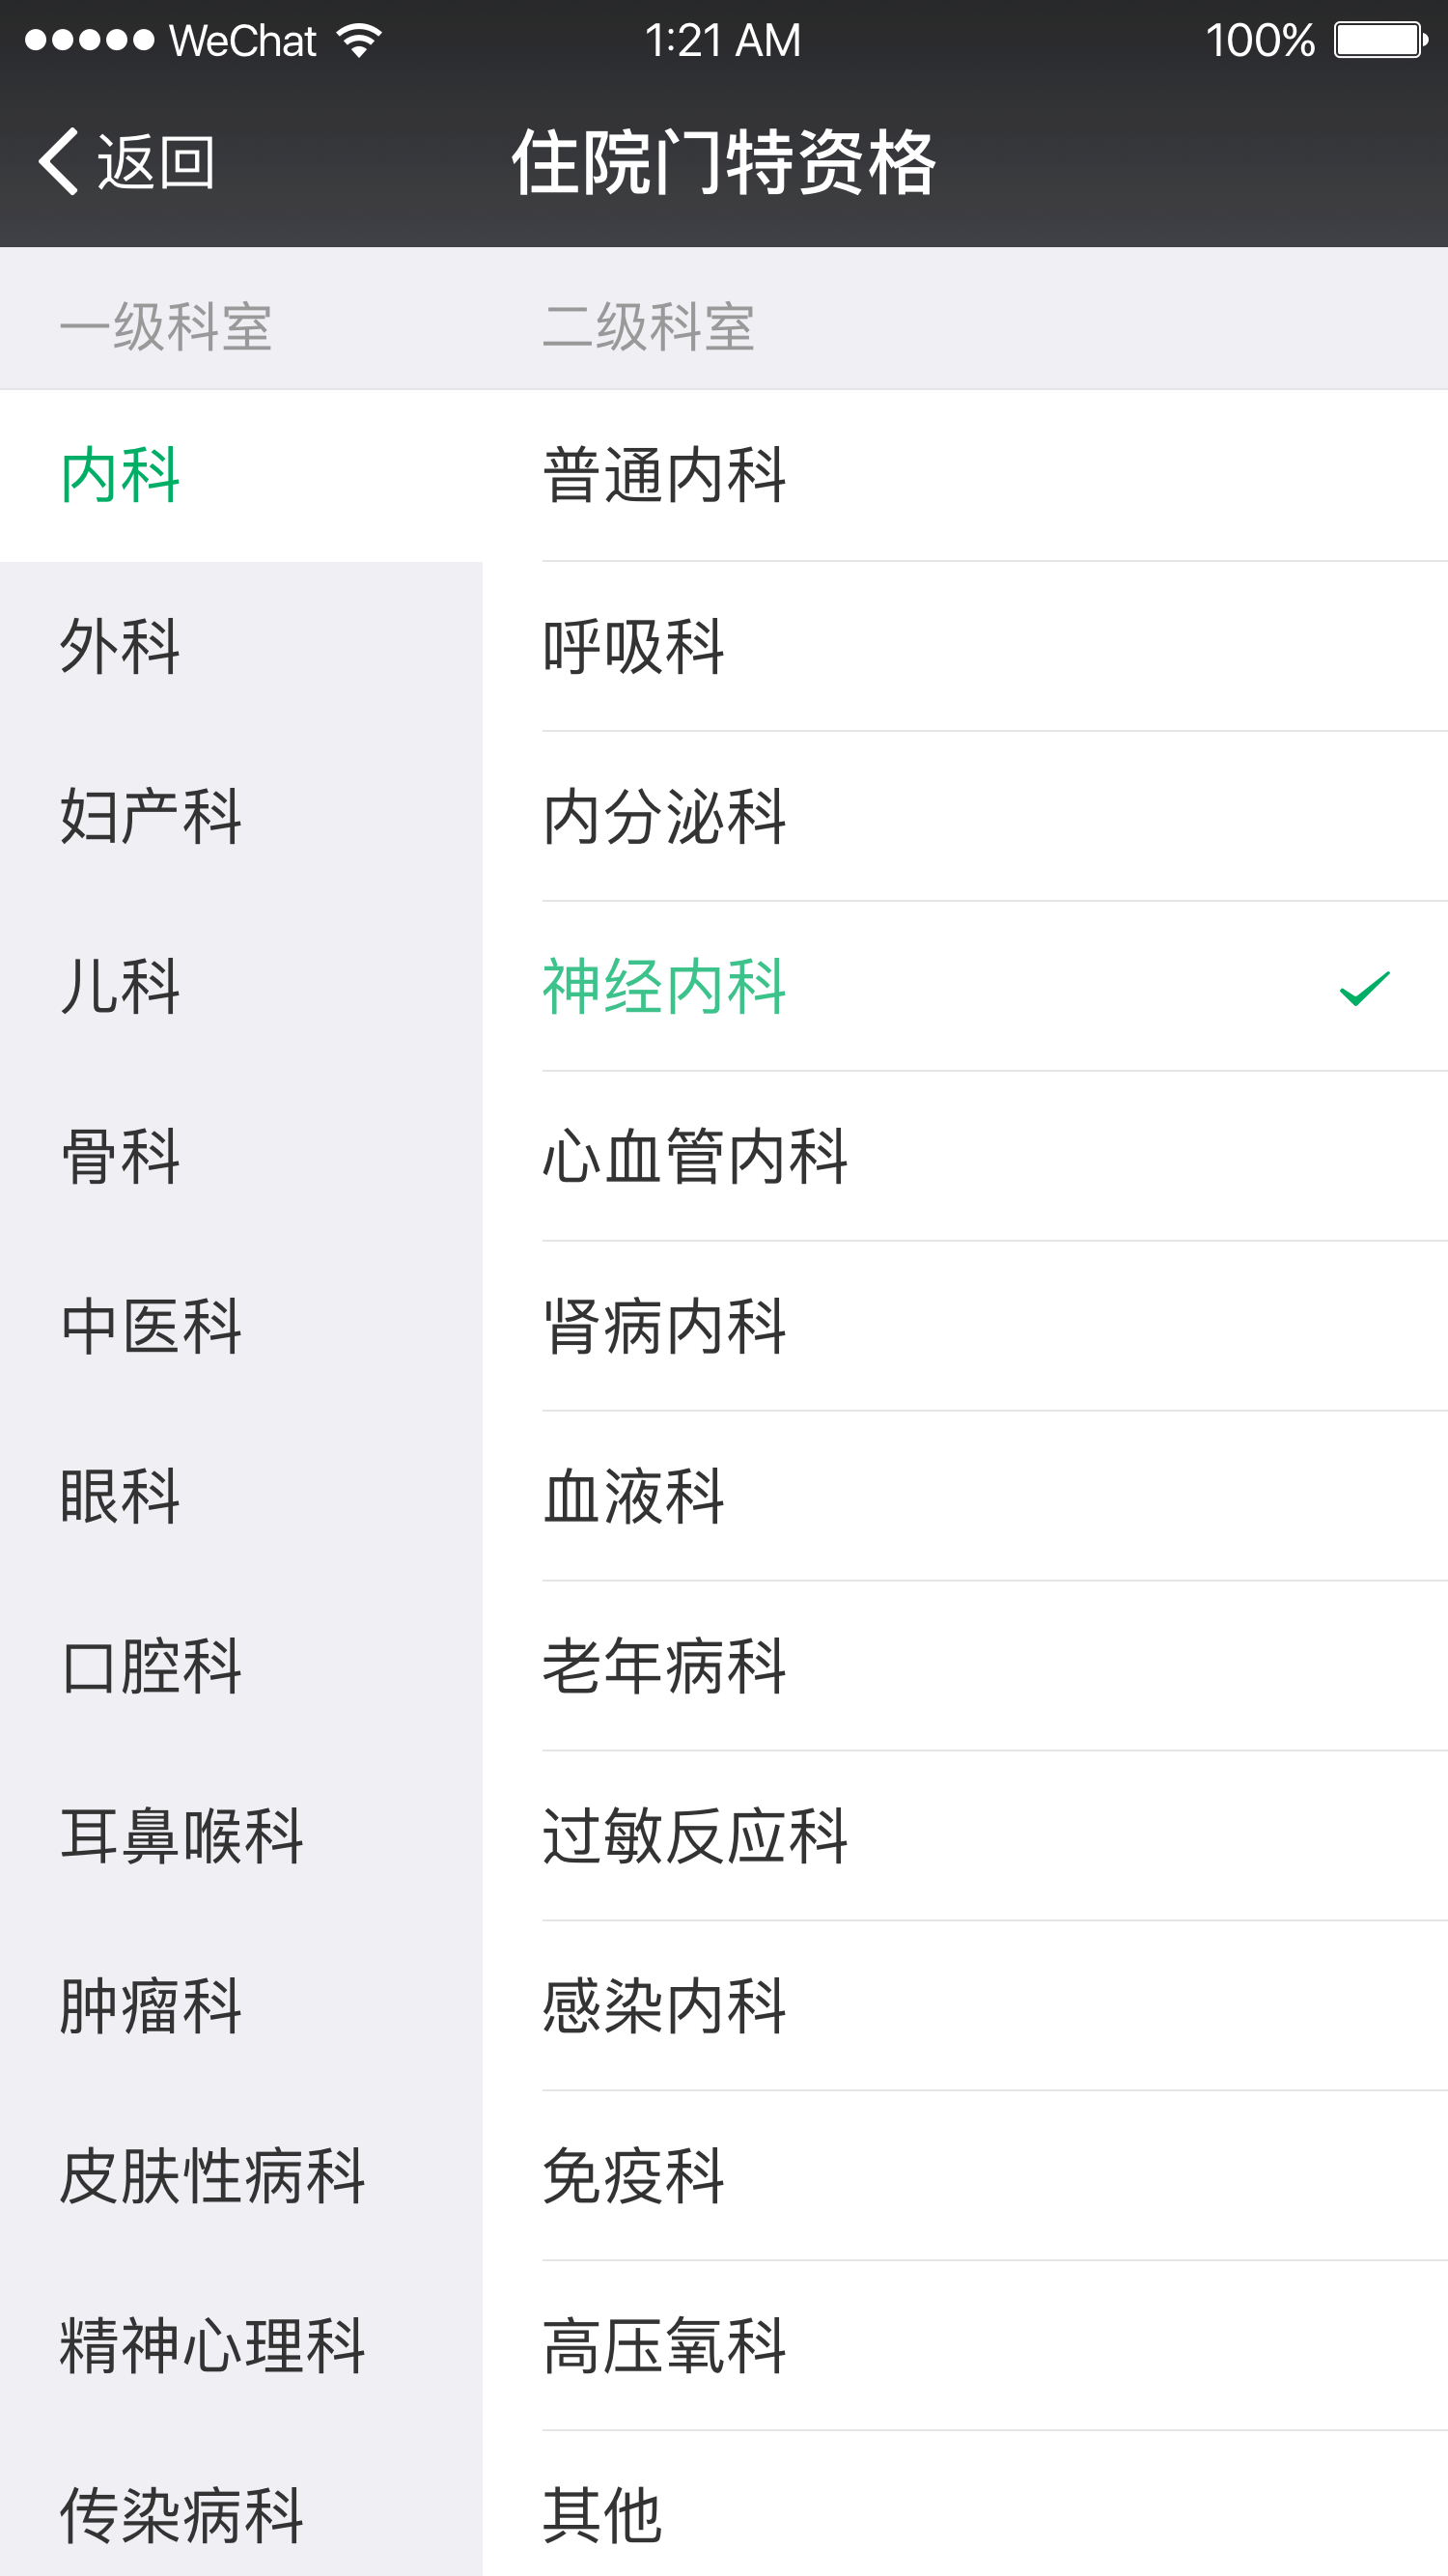 WeChat 1:21 AM 100%
返回 住院门特资格
一级科室 二级科室
内科 普通内科
外科 呼吸科
妇产科 内分泌科
儿科 神经内科
骨科 心血管内科
中医科 肾病内科
眼科 血液科
口腔科 老年病科
耳鼻喉科 过敏反应科
肿瘤科 感染内科
皮肤性病科 免疫科
精神心理科 高压氧科
传染病科 其他